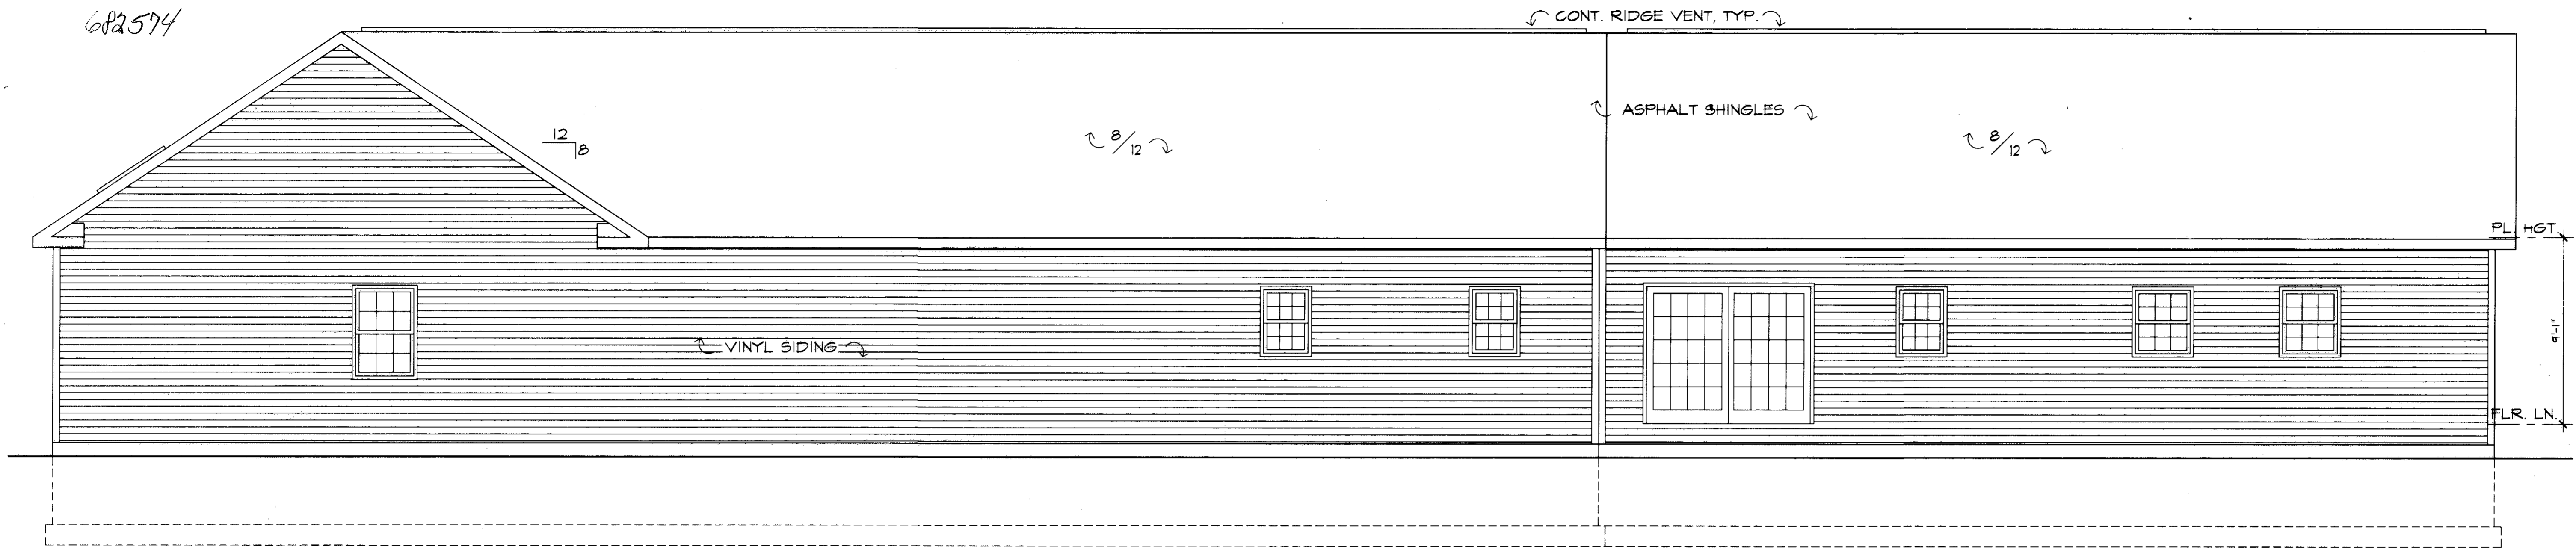 682574
CONT. RIDGE VENT, TYP.
ASPHALT SHINGLES
12
8
8/12
8/12
PL. HGT.
VINYL SIDING
9'-1"
FLR. LN.